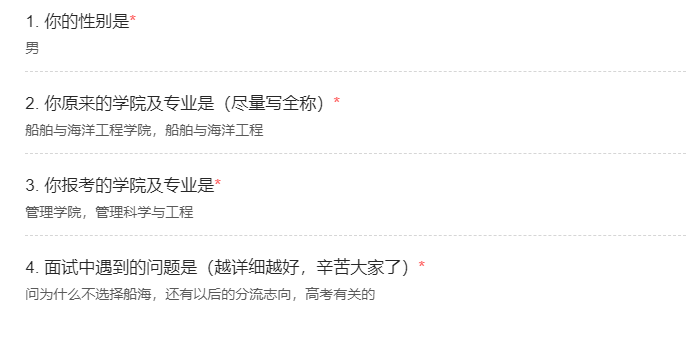 1. 你的性别是*
男
2. 你原来的学院及专业是（尽量写全称）*
船舶与海洋工程学院，船舶与海洋工程
3. 你报考的学院及专业是*
管理学院，管理科学与工程
4. 面试中遇到的问题是（越详细越好，辛苦大家了）*
问为什么不选择船海，还有以后的分流志向，高考有关的